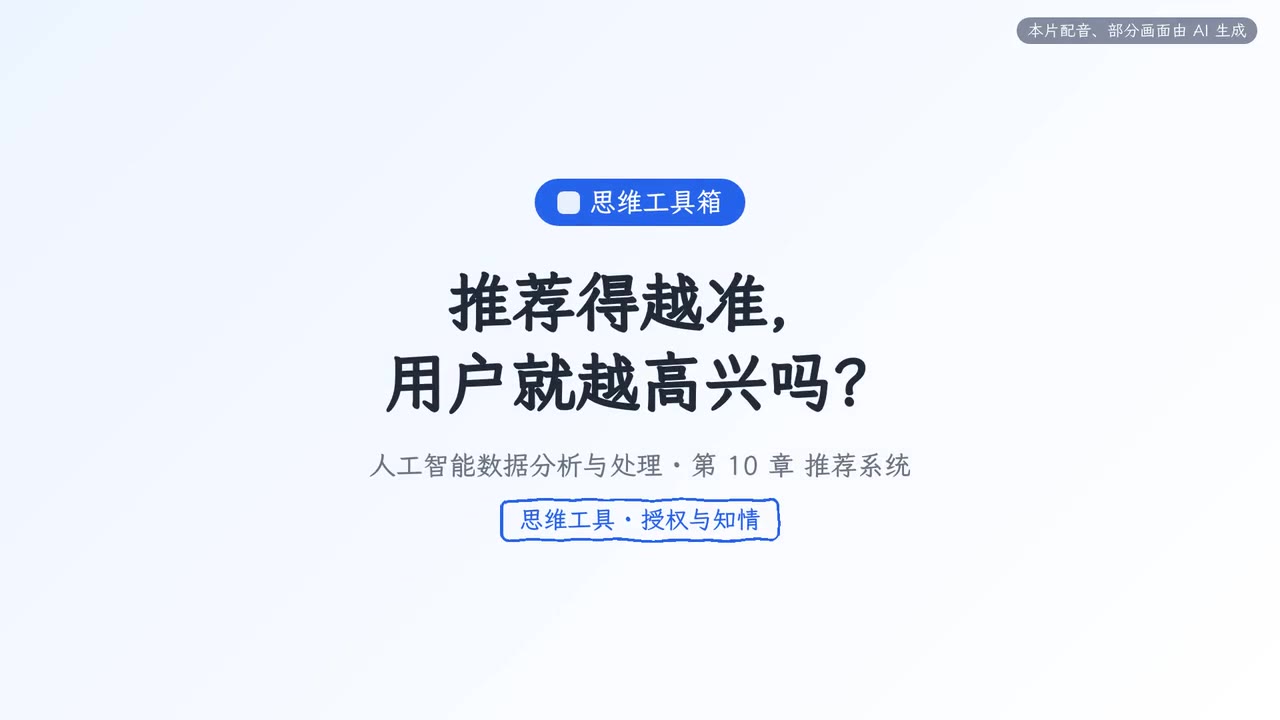 本片配音、部分画面由 AI 生成
思维工具箱
推荐得越准,
用户就越高兴吗?
人工智能数据分析与处理·第 10 章 推荐系统
思维工具·授权与知情